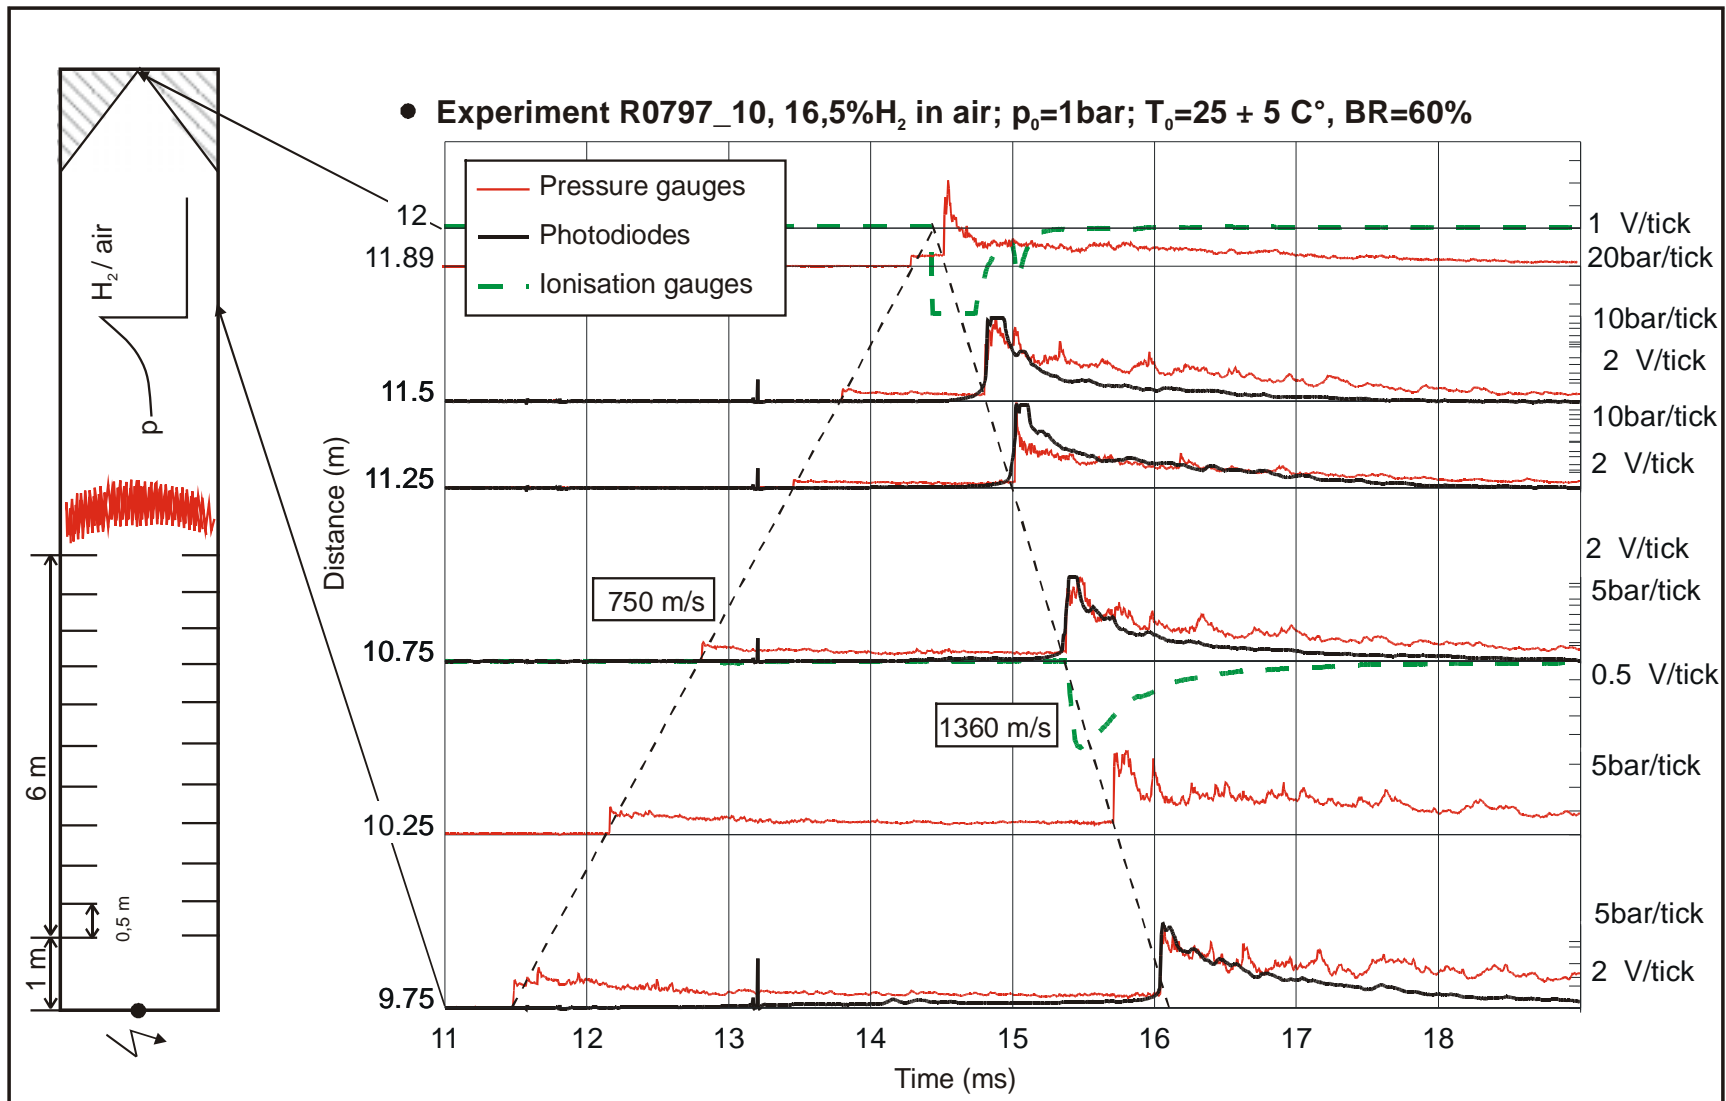 ● Experiment R0797_10, 16,5%H₂ in air; p₀=1bar; T₀=25 + 5 C°, BR=60%
Pressure gauges
Photodiodes
Ionisation gauges
12
11.89
11.5
11.25
10.75
10.25
9.75
Distance (m)
1 V/tick
20bar/tick
10bar/tick
2 V/tick
10bar/tick
2 V/tick
2 V/tick
5bar/tick
0.5 V/tick
5bar/tick
5bar/tick
2 V/tick
750 m/s
1360 m/s
11 12 13 14 15 16 17 18
Time (ms)
H₂/ air
p
6 m
0,5 m
1 m